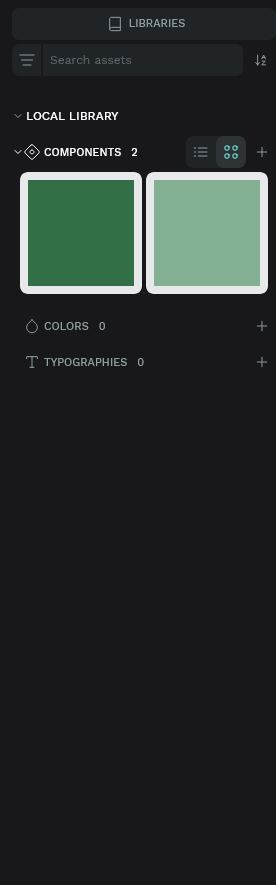 LIBRARIES
Search assets
LOCAL LIBRARY
COMPONENTS 2
COLORS 0
TYPOGRAPHIES 0